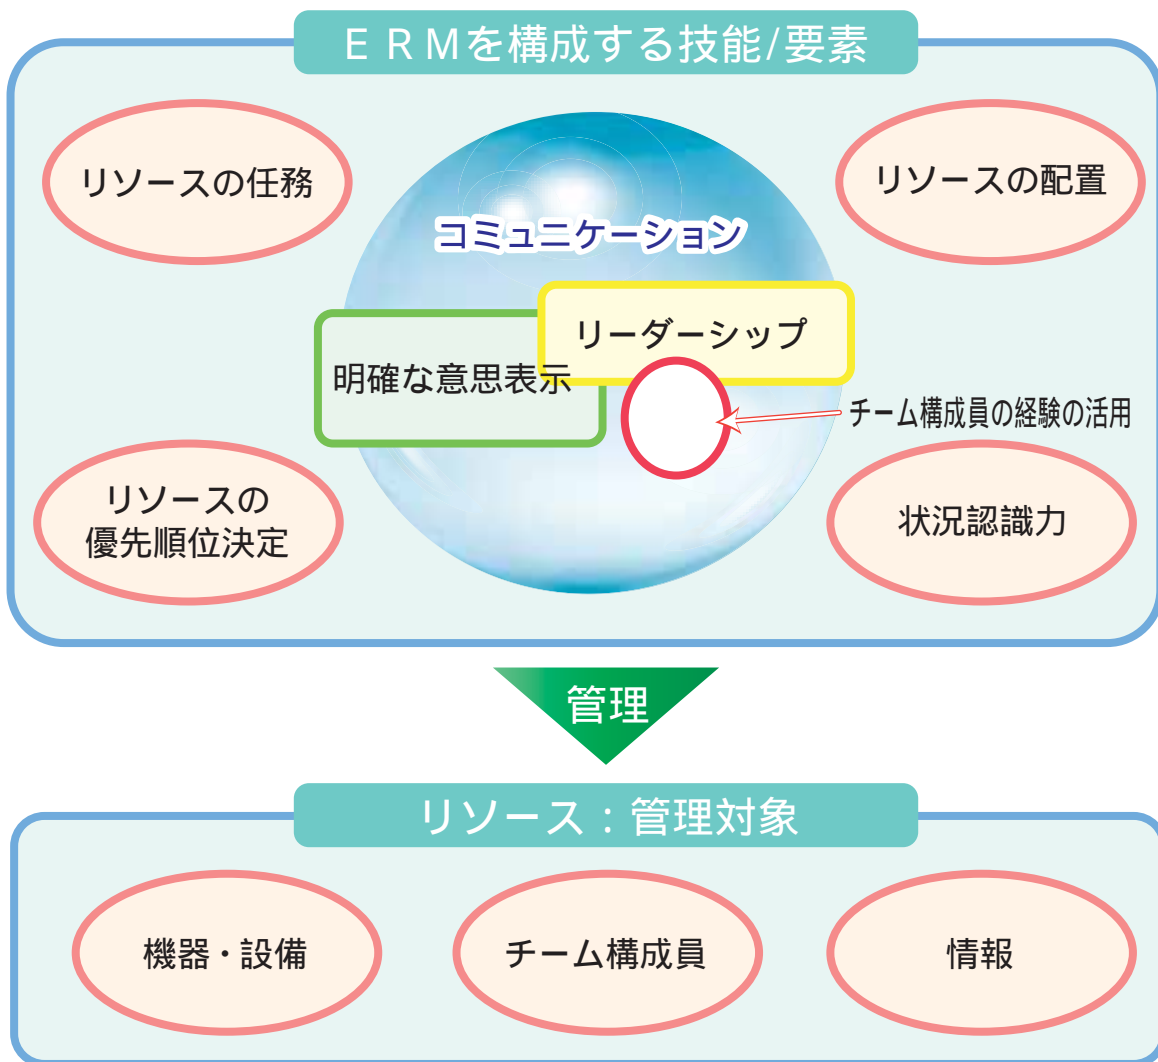 ＥＲＭを構成する技能/要素
リソースの任務
リソースの配置
コミュニケーション
リーダーシップ
明確な意思表示
チーム構成員の経験の活用
リソースの
優先順位決定
状況認識力
管理
リソース：管理対象
機器・設備
チーム構成員
情報